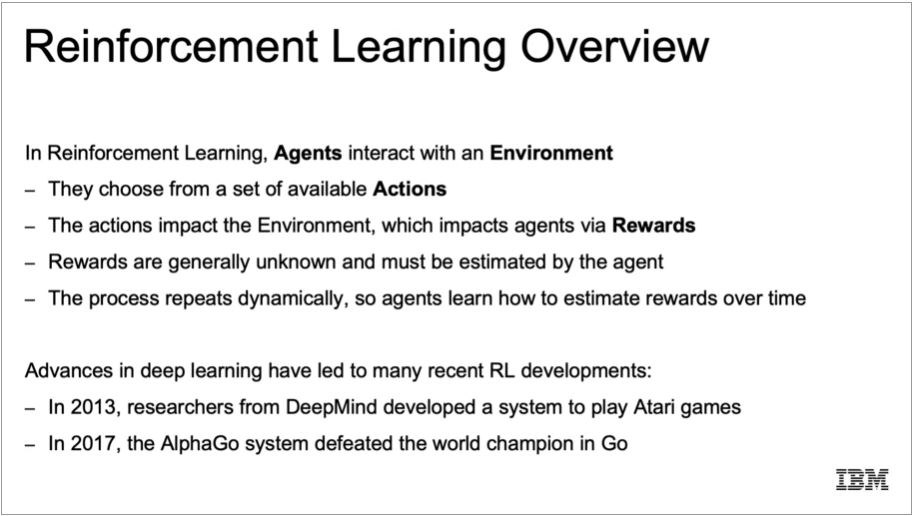 Reinforcement Learning Overview
In Reinforcement Learning, Agents interact with an Environment
– They choose from a set of available Actions
– The actions impact the Environment, which impacts agents via Rewards
– Rewards are generally unknown and must be estimated by the agent
– The process repeats dynamically, so agents learn how to estimate rewards over time
Advances in deep learning have led to many recent RL developments:
– In 2013, researchers from DeepMind developed a system to play Atari games
– In 2017, the AlphaGo system defeated the world champion in Go
IBM